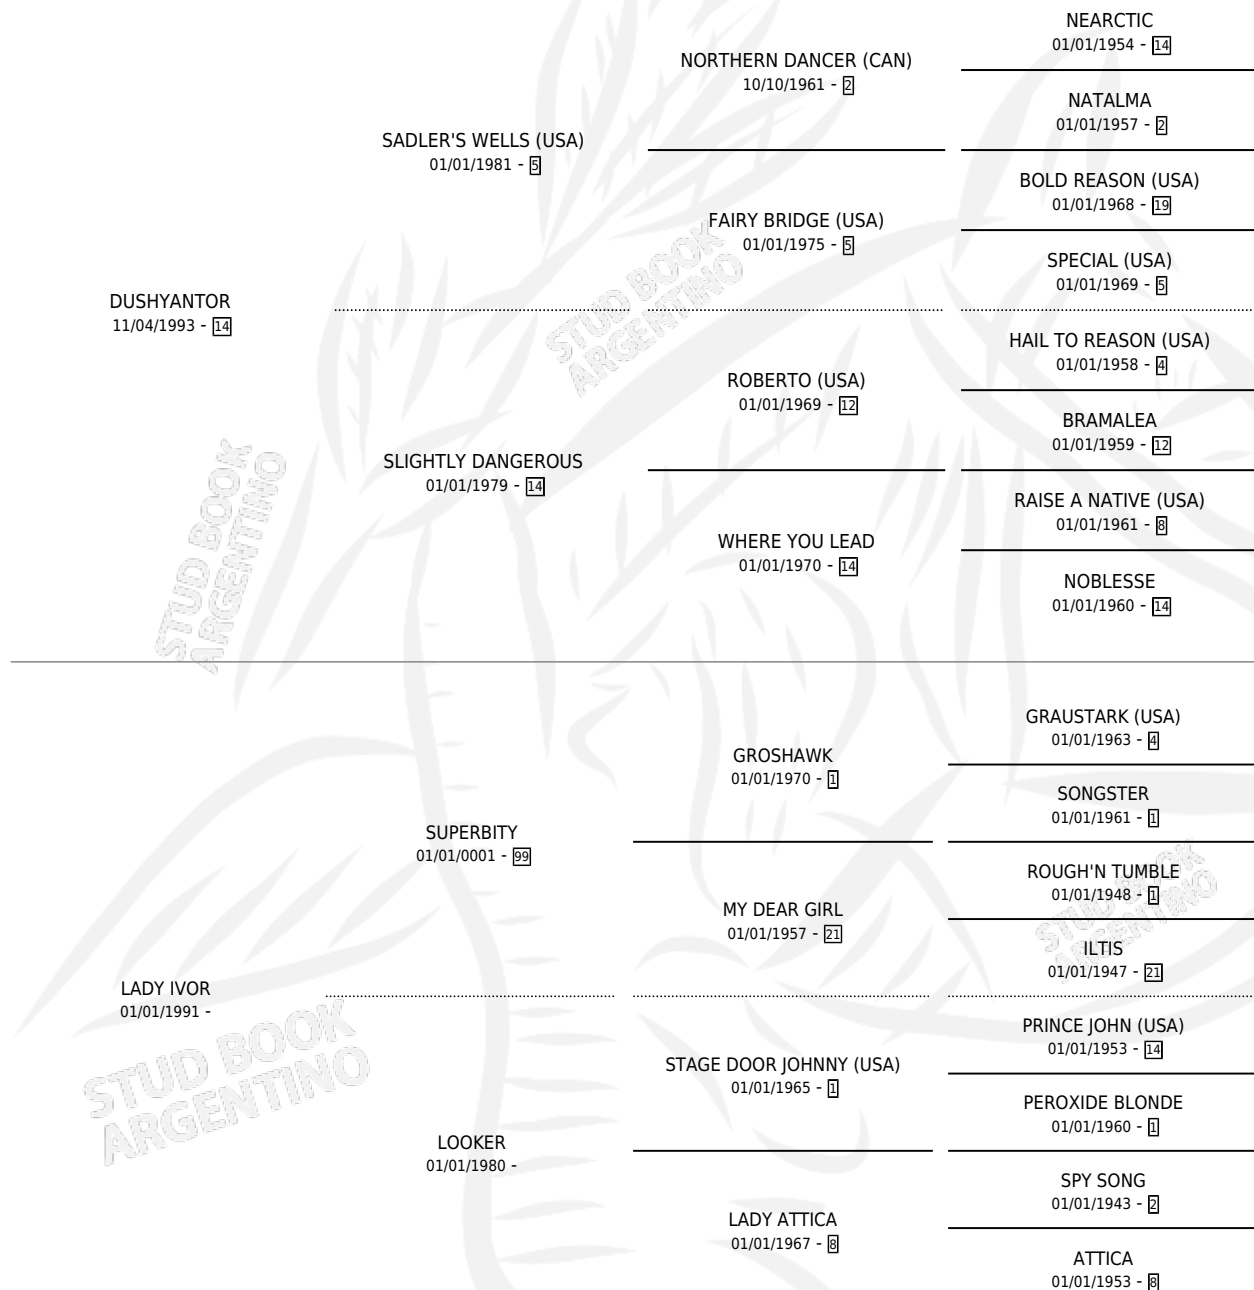 NEARCTIC
01/01/1954 - 14
NORTHERN DANCER (CAN)
10/10/1961 - 2
NATALMA
01/01/1957 - 2
SADLER'S WELLS (USA)
01/01/1981 - 5
BOLD REASON (USA)
01/01/1968 - 19
FAIRY BRIDGE (USA)
01/01/1975 - 5
SPECIAL (USA)
01/01/1969 - 5
STUD BOOK
ARGENTINO
DUSHYANTOR
11/04/1993 - 14
HAIL TO REASON (USA)
01/01/1958 - 4
ROBERTO (USA)
01/01/1969 - 12
BRAMALEA
01/01/1959 - 12
SLIGHTLY DANGEROUS
01/01/1979 - 14
RAISE A NATIVE (USA)
01/01/1961 - 8
WHERE YOU LEAD
01/01/1970 - 14
NOBLESSE
01/01/1960 - 14
STUD BOOK
ARGENTINO
GRAUSTARK (USA)
01/01/1963 - 4
GROSHAWK
01/01/1970 - 1
SONGSTER
01/01/1961 - 1
SUPERBITY
01/01/0001 - 99
ROUGH'N TUMBLE
01/01/1948 - 1
MY DEAR GIRL
01/01/1957 - 21
ILTIS
01/01/1947 - 21
STUD BOOK
ARGENTINO
LADY IVOR
01/01/1991 -
PRINCE JOHN (USA)
01/01/1953 - 14
STAGE DOOR JOHNNY (USA)
01/01/1965 - 1
PEROXIDE BLONDE
01/01/1960 - 1
STUD BOOK
ARGENTINO
LOOKER
01/01/1980 -
SPY SONG
01/01/1943 - 2
LADY ATTICA
01/01/1967 - 8
ATTICA
01/01/1953 - 8